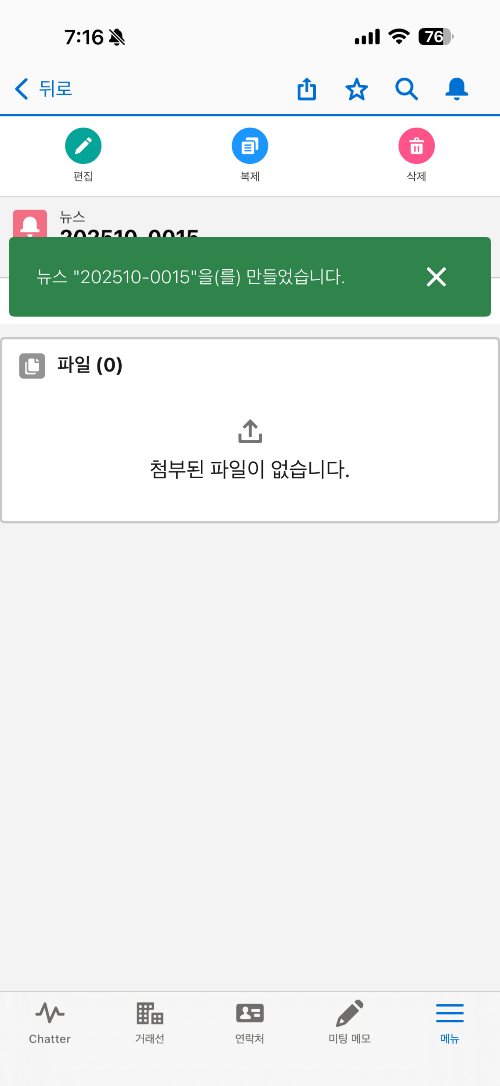 7:16
76
뒤로
편집
복제
삭제
뉴스
202510-0015
뉴스 "202510-0015"을(를) 만들었습니다.
파일 (0)
첨부된 파일이 없습니다.
Chatter
거래선
연락처
미팅 메모
메뉴